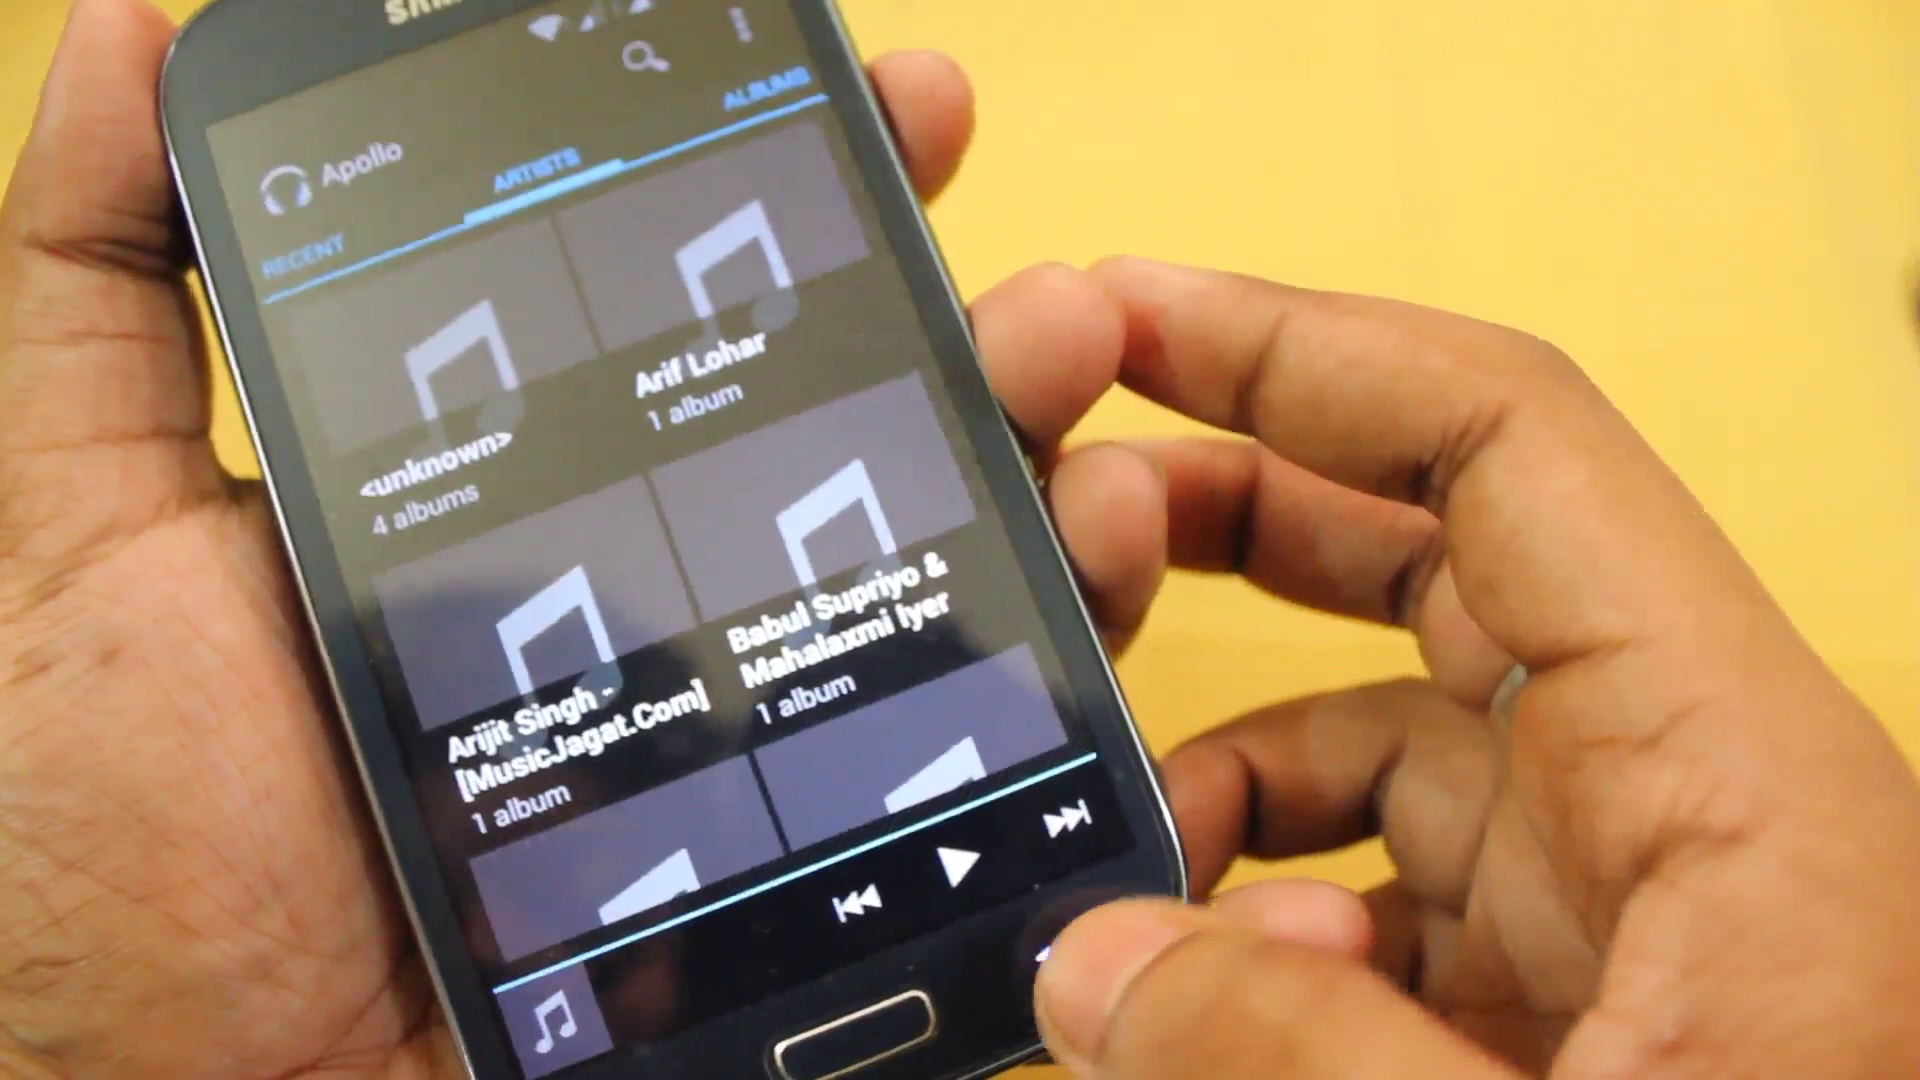 Apollo
RECENT
ARTISTS
ALBUMS
<unknown>
4 albums
Arif Lohar
1 album
Arijit Singh -
[MusicJagat.Com]
1 album
Babul Supriyo &
Mahalaxmi Iyer
1 album